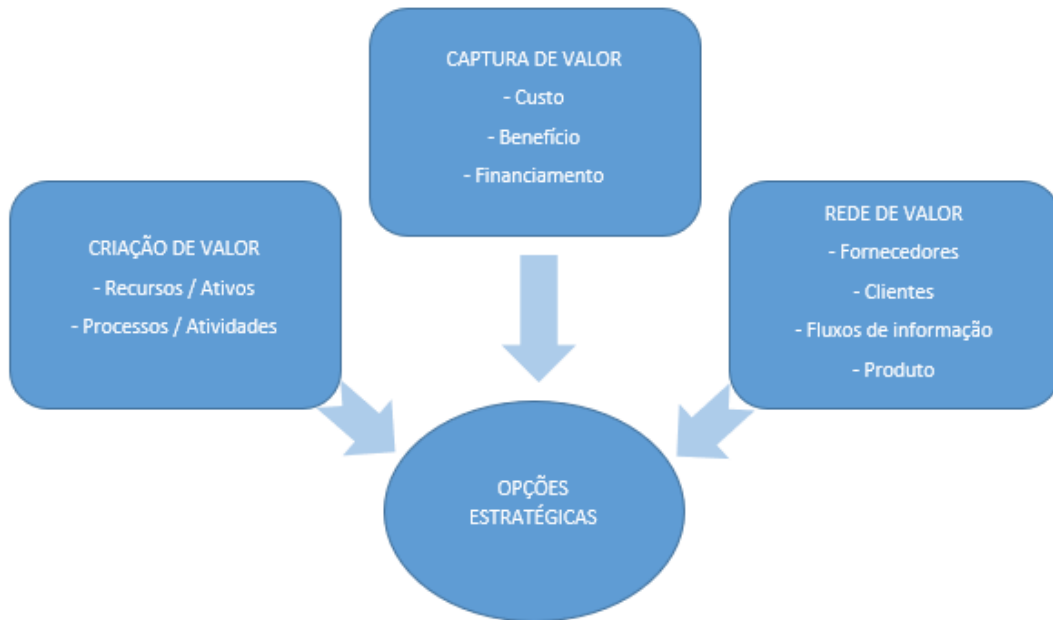 CAPTURA DE VALOR
- Custo
- Benefício
- Financiamento
CRIAÇÃO DE VALOR
- Recursos / Ativos
- Processos / Atividades
REDE DE VALOR
- Fornecedores
- Clientes
- Fluxos de informação
- Produto
OPÇÕES
ESTRATÉGICAS